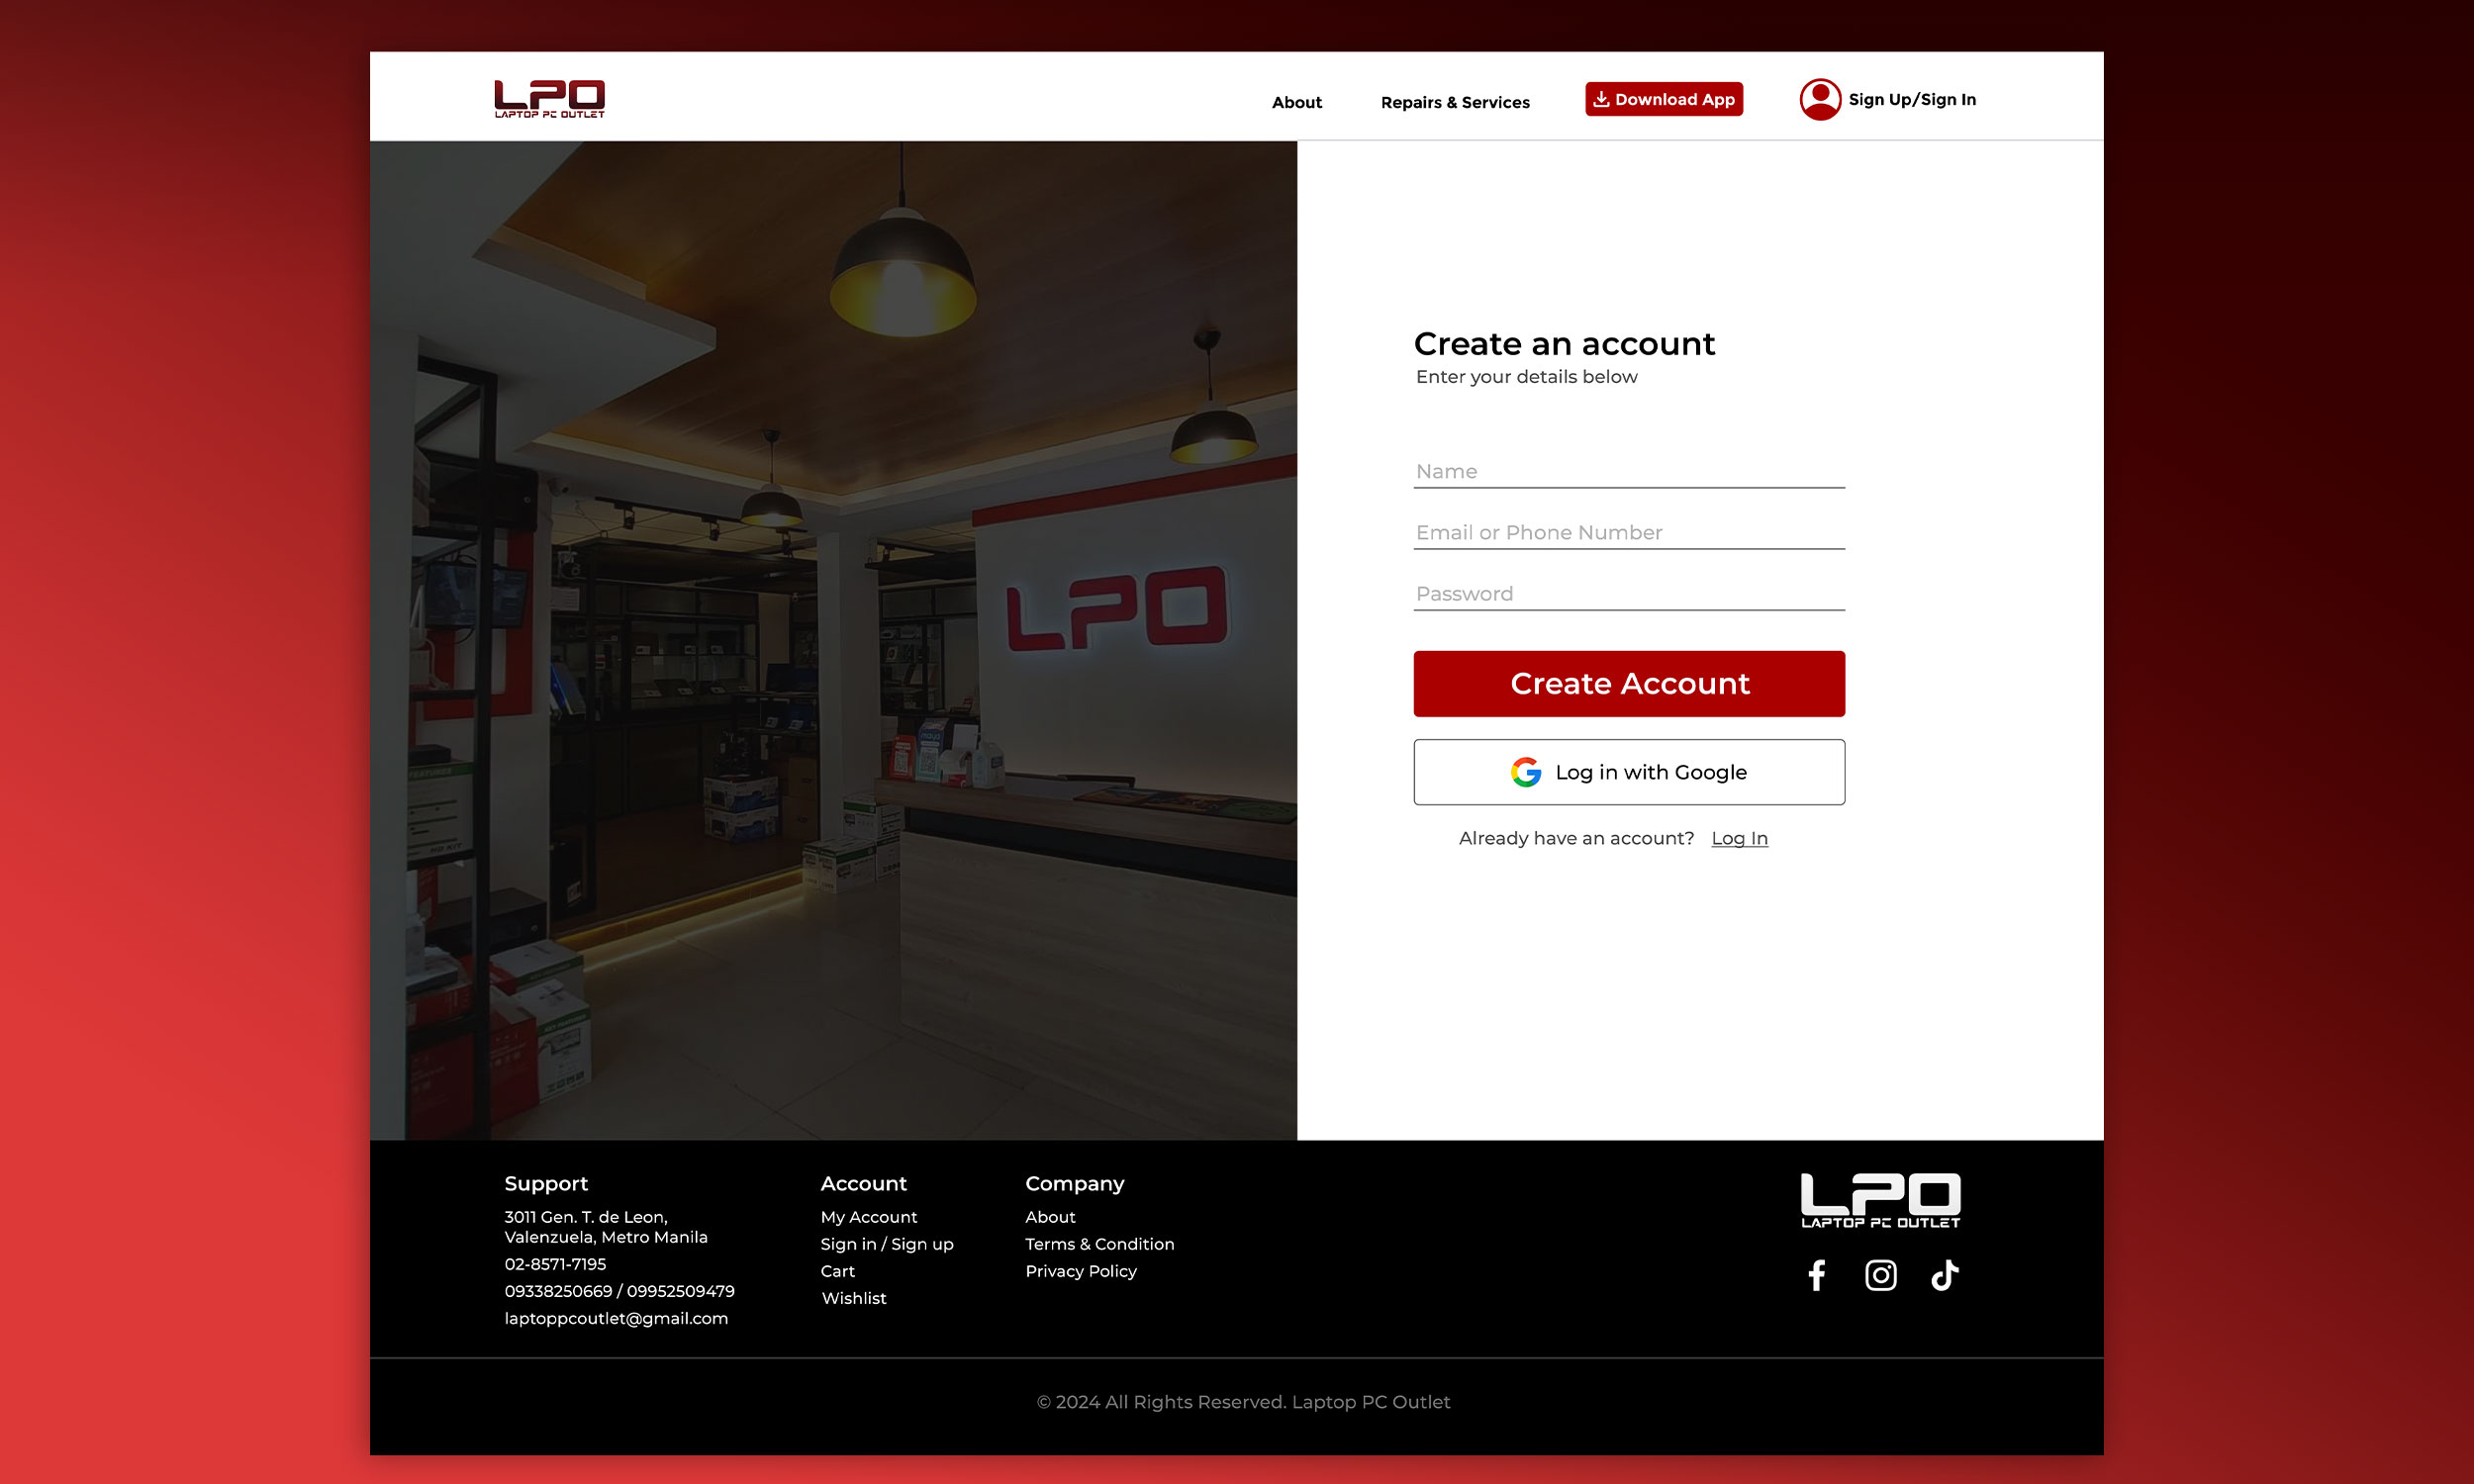 LPO
LAPTOP PC OUTLET
About
Repairs & Services
Download App
Sign Up/Sign In
LPO
Create an account
Enter your details below
Name
Email or Phone Number
Password
Create Account
Log in with Google
Already have an account? Log In
Support
3011 Gen. T. de Leon,
Valenzuela, Metro Manila
02-8571-7195
09338250669 / 09952509479
laptoppcoutlet@gmail.com
Account
My Account
Sign in / Sign up
Cart
Wishlist
Company
About
Terms & Condition
Privacy Policy
LPO
LAPTOP PC OUTLET
© 2024 All Rights Reserved. Laptop PC Outlet